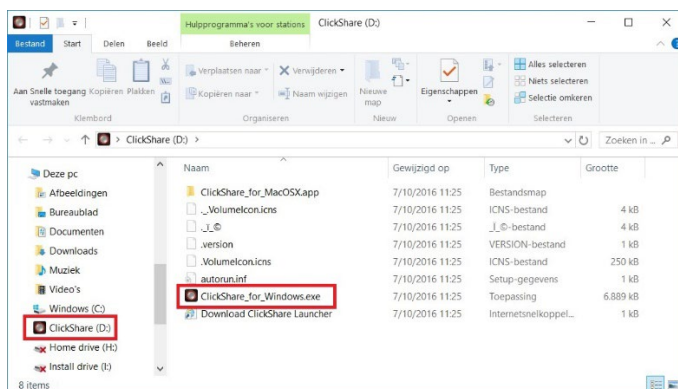 Hulpprogramma's voor stations ClickShare (D:)
Bestand Start Delen Beeld Beheren
Aan Snelle toegang vastmaken
Kopiëren
Plakken
Klembord
Verplaatsen naar
Kopiëren naar
Verwijderen
Naam wijzigen
Organiseren
Nieuwe map
Nieuw
Eigenschappen
Openen
Alles selecteren
Niets selecteren
Selectie omkeren
Selecteren
ClickShare (D:)
Zoeken in ...
Deze pc
Afbeeldingen
Bureaublad
Documenten
Downloads
Muziek
Video's
Windows (C:)
ClickShare (D:)
Home drive (H:)
Install drive (I:)
Naam Gewijzigd op Type Grootte
ClickShare_for_MacOSX.app 7/10/2016 11:25 Bestandsmap
._.VolumeIcon.icns 7/10/2016 11:25 ICNS-bestand 4 kB
7/10/2016 11:25 4 kB
.version 7/10/2016 11:25 VERSION-bestand 1 kB
.VolumeIcon.icns 7/10/2016 11:25 ICNS-bestand 250 kB
autorun.inf 7/10/2016 11:25 Setup-gegevens 1 kB
ClickShare_for_Windows.exe 7/10/2016 11:25 Toepassing 6.889 kB
Download ClickShare Launcher 7/10/2016 11:25 Internetsnelkoppel... 1 kB
8 items